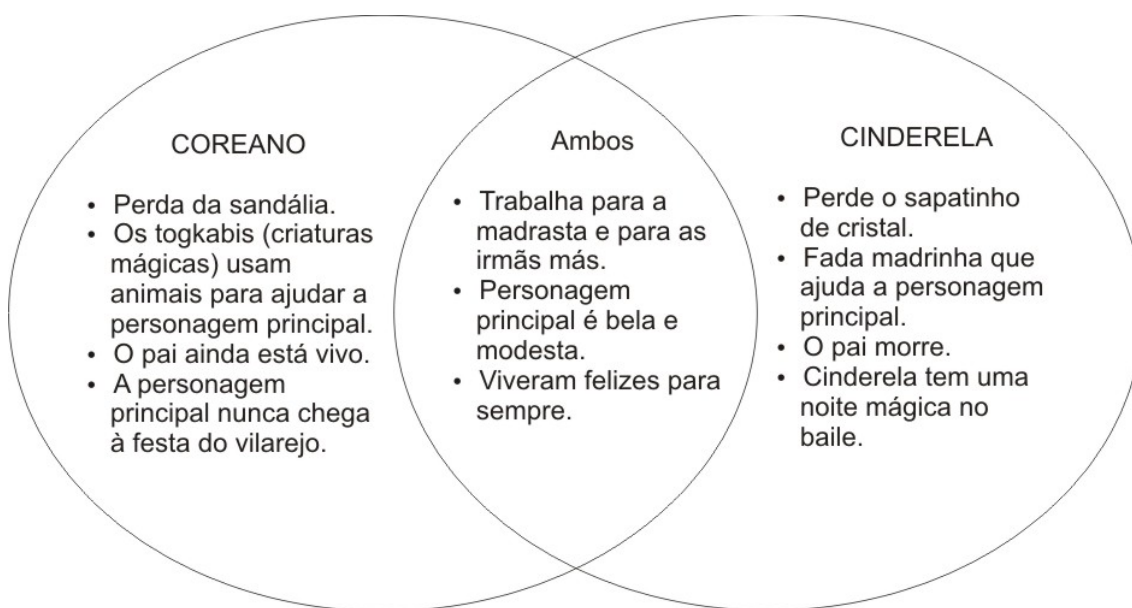 COREANO
• Perda da sandália.
• Os togkabis (criaturas
mágicas) usam
animais para ajudar a
personagem principal.
• O pai ainda está vivo.
• A personagem
principal nunca chega
à festa do vilarejo.
Ambos
• Trabalha para a
madrasta e para as
irmãs más.
• Personagem
principal é bela e
modesta.
• Viveram felizes para
sempre.
CINDERELA
• Perde o sapatinho
de cristal.
• Fada madrinha que
ajuda a personagem
principal.
• O pai morre.
• Cinderela tem uma
noite mágica no
baile.